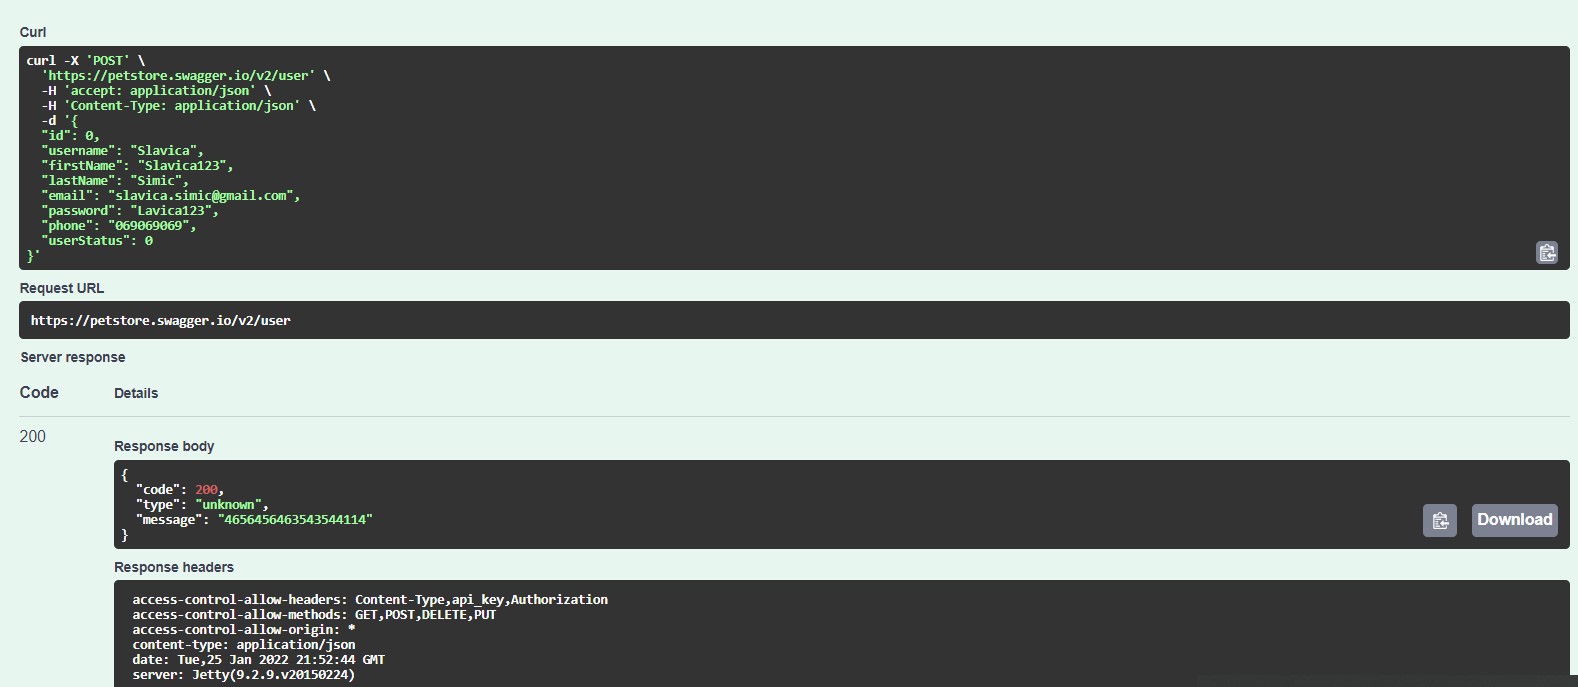 Curl
curl -X 'POST' \
  'https://petstore.swagger.io/v2/user' \
  -H 'accept: application/json' \
  -H 'Content-Type: application/json' \
  -d '{
  "id": 0,
  "username": "Slavica",
  "firstName": "Slavica123",
  "lastName": "Simic",
  "email": "slavica.simic@gmail.com",
  "password": "Lavica123",
  "phone": "069069069",
  "userStatus": 0
}'
Request URL
https://petstore.swagger.io/v2/user
Server response
Code Details
200
Response body
{
  "code": 200,
  "type": "unknown",
  "message": "4656456463543544114"
}
Download
Response headers
access-control-allow-headers: Content-Type,api_key,Authorization
access-control-allow-methods: GET,POST,DELETE,PUT
access-control-allow-origin: *
content-type: application/json
date: Tue,25 Jan 2022 21:52:44 GMT
server: Jetty(9.2.9.v20150224)